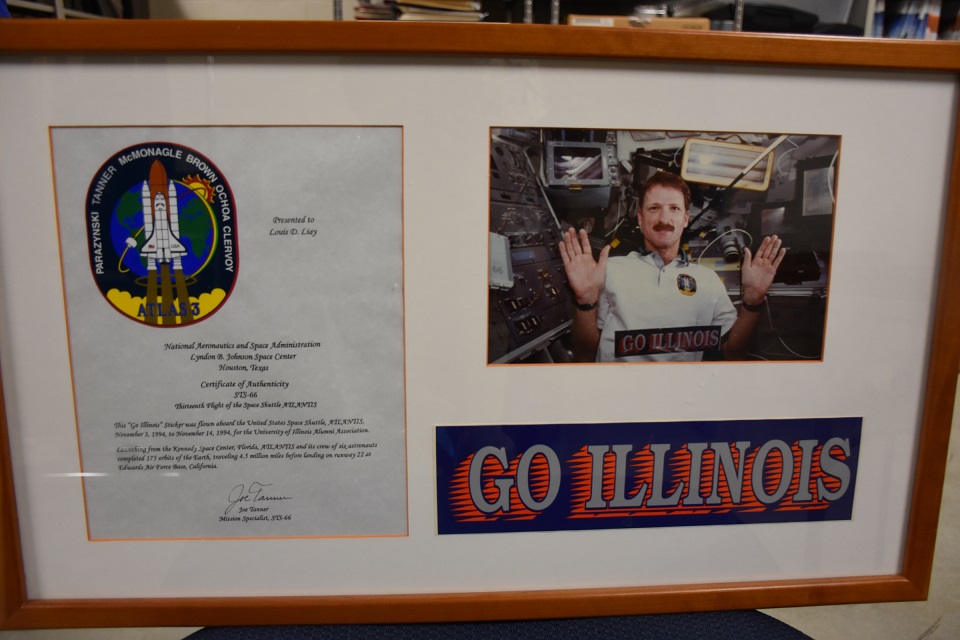 PARAZYNSKI TANNER McMONAGLE BROWN OCHOA CLERVOY
USA
ATLAS 3
Presented to
Louis D. Liay
National Aeronautics and Space Administration
Lyndon B. Johnson Space Center
Houston, Texas
Certificate of Authenticity
STS-66
Thirteenth Flight of the Space Shuttle ATLANTIS
This "Go Illinois" Sticker was flown aboard the United States Space Shuttle, ATLANTIS,
November 3, 1994, to November 14, 1994, for the University of Illinois Alumni Association.
Launching from the Kennedy Space Center, Florida, ATLANTIS and its crew of six astronauts
completed 175 orbits of the Earth, traveling 4.5 million miles before landing on runway 22 at
Edwards Air Force Base, California.
Joe Tanner
Joe Tanner
Mission Specialist, STS-66
GO ILLINOIS
GO ILLINOIS